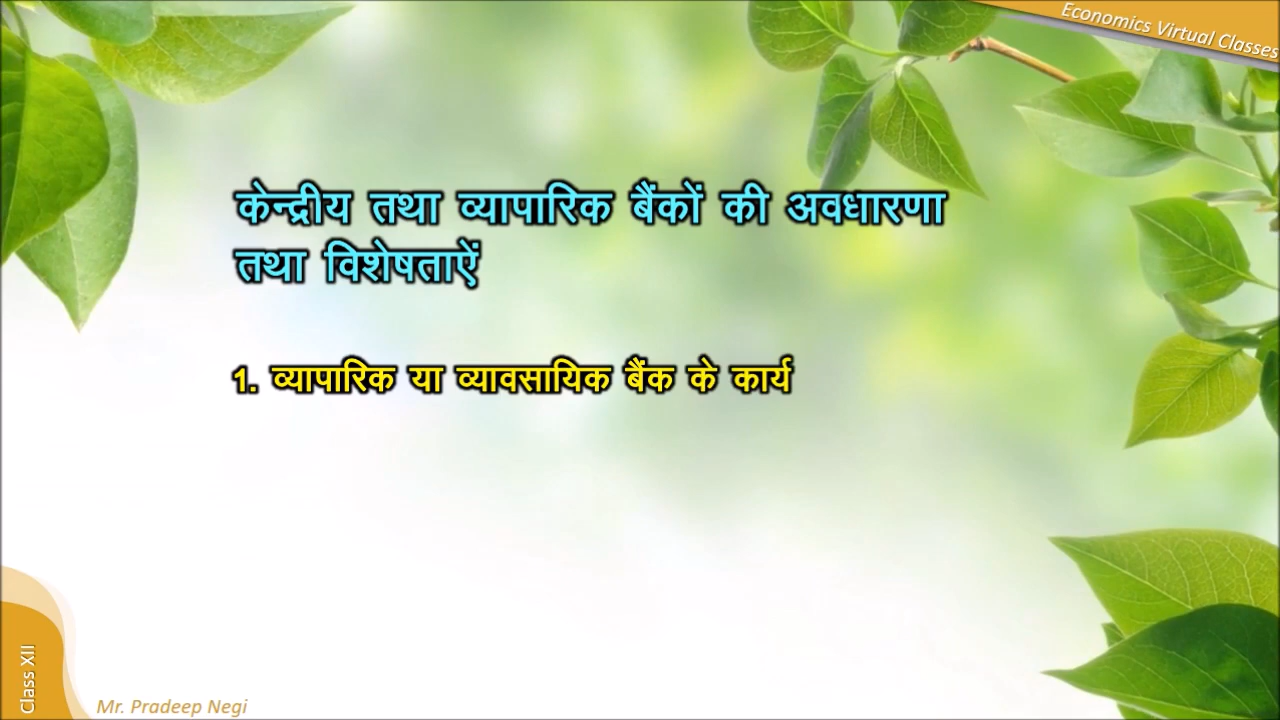 Economics Virtual Classes
केन्द्रीय तथा व्यापारिक बैंकों की अवधारणा
तथा विशेषताऐं
1. व्यापारिक या व्यावसायिक बैंक के कार्य
Class XII
Mr. Pradeep Negi